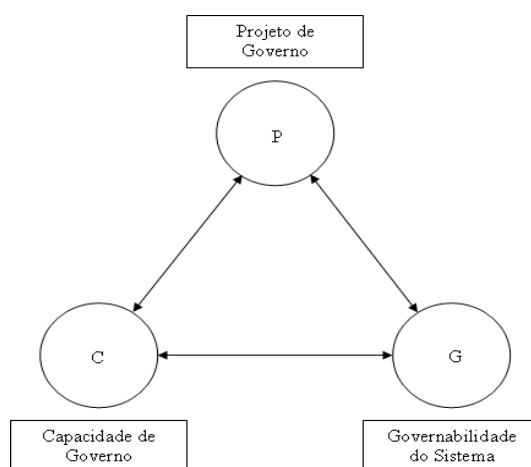 Projeto de
Governo
P
C
G
Capacidade de
Governo
Governabilidade
do Sistema